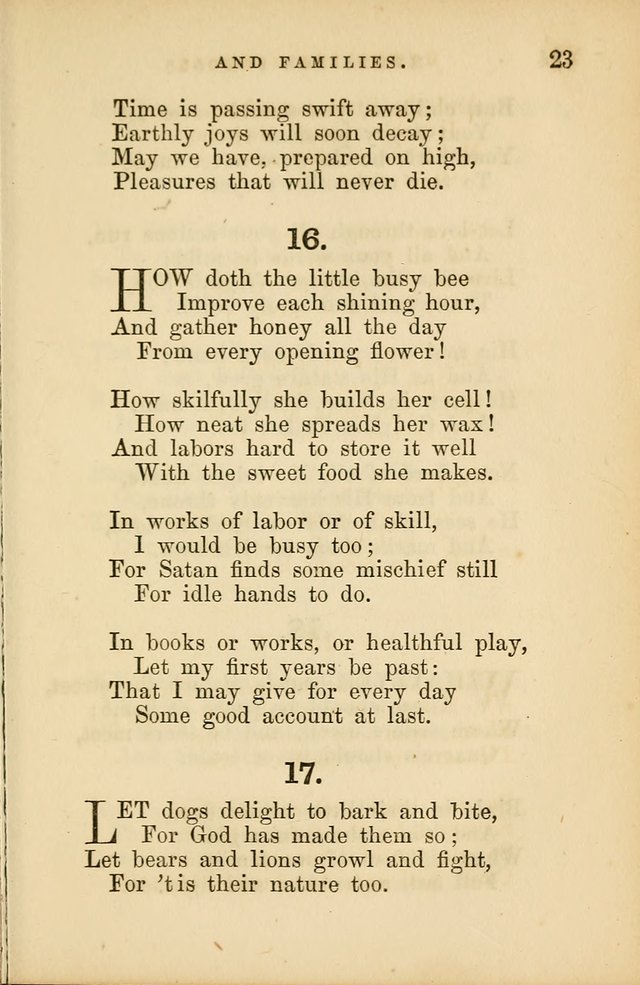 AND FAMILIES. 23
Time is passing swift away;
Earthly joys will soon decay;
May we have, prepared on high,
Pleasures that will never die.
16.
HOW doth the little busy bee
Improve each shining hour,
And gather honey all the day
From every opening flower!
How skilfully she builds her cell!
How neat she spreads her wax!
And labors hard to store it well
With the sweet food she makes.
In works of labor or of skill,
I would be busy too;
For Satan finds some mischief still
For idle hands to do.
In books or works, or healthful play,
Let my first years be past:
That I may give for every day
Some good account at last.
17.
LET dogs delight to bark and bite,
For God has made them so;
Let bears and lions growl and fight,
For 'tis their nature too.